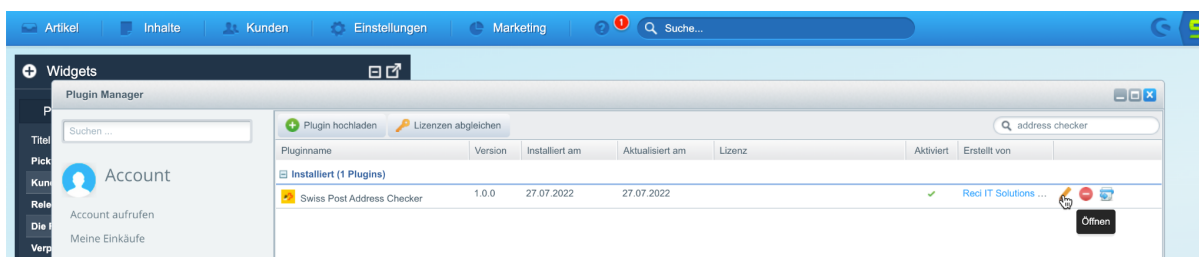 Artikel Inhalte Kunden Einstellungen Marketing 1 Suche...
Widgets
Plugin Manager
P
Suchen ...
Plugin hochladen Lizenzen abgleichen address checker
Titel
Pluginname Version Installiert am Aktualisiert am Lizenz Aktiviert Erstellt von
Pick
Account
Installiert (1 Plugins)
Kun
Swiss Post Address Checker 1.0.0 27.07.2022 27.07.2022 Reci IT Solutions ...
Rele
Account aufrufen
Öffnen
Die
Meine Einkäufe
Verp